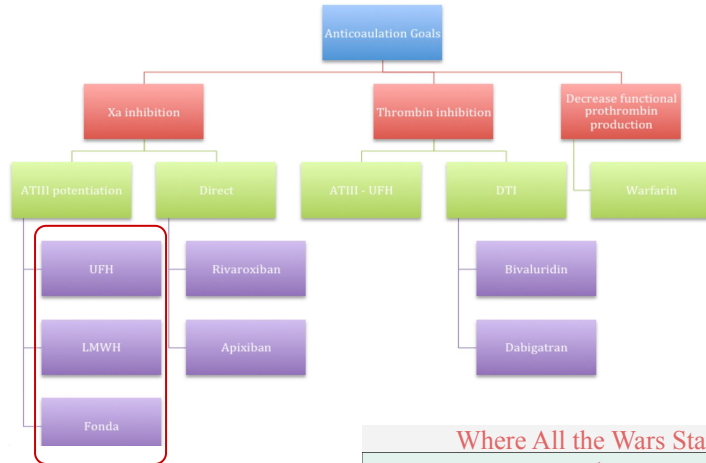 Anticoaulation Goals
Xa inhibition
Thrombin inhibition
Decrease functional
prothrombin
production
ATIII potentiation
Direct
ATIII - UFH
DTI
Warfarin
UFH
Rivaroxiban
Bivaluridin
LMWH
Apixiban
Dabigatran
Fonda
Where All the Wars Sta